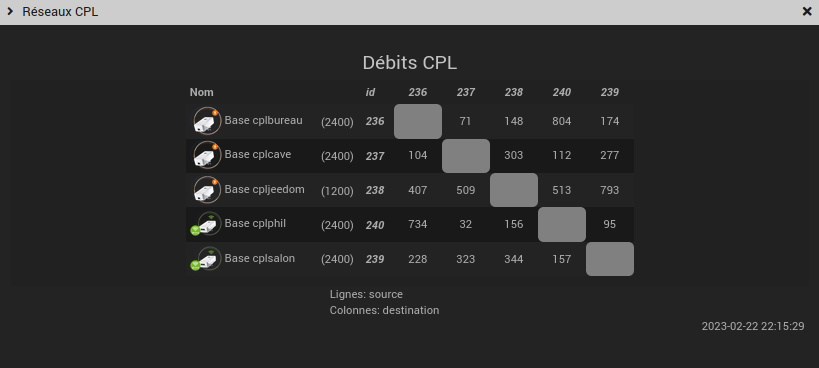 Réseaux CPL
Débits CPL
Nom id 236 237 238 240 239
Base cplbureau (2400) 236 71 148 804 174
Base cplcave (2400) 237 104 303 112 277
Base cpljeedom (1200) 238 407 509 513 793
Base cplphil (2400) 240 734 32 156 95
Base cplsalon (2400) 239 228 323 344 157
Lignes: source
Colonnes: destination
2023-02-22 22:15:29